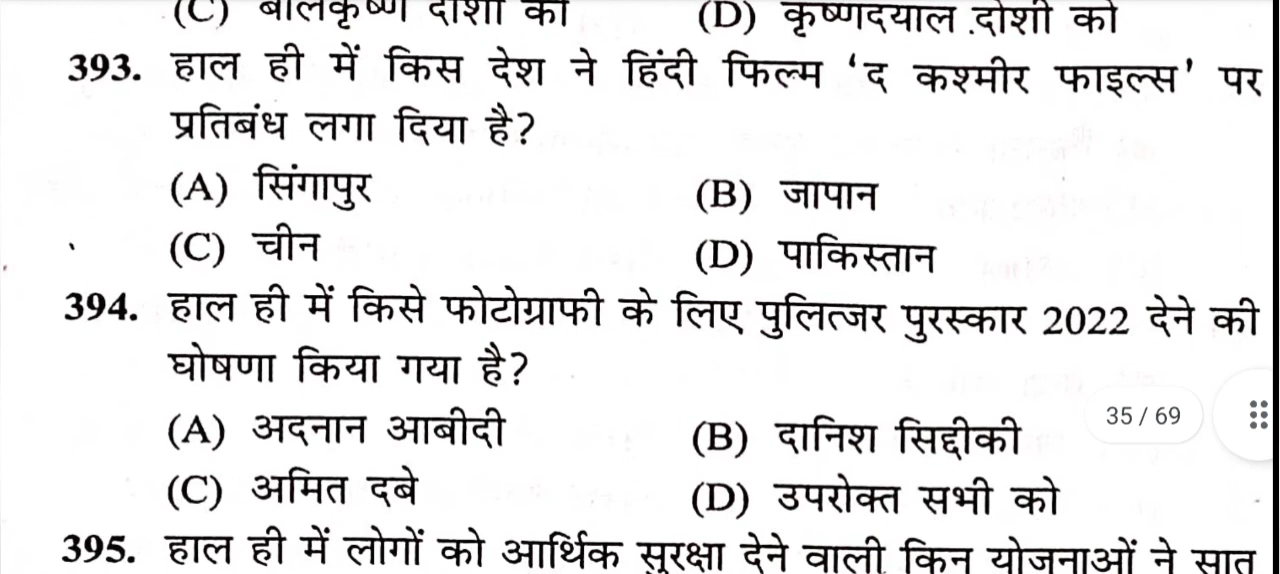 (C) बालकृष्ण दोशी को (D) कृष्णदयाल दोशी को
393. हाल ही में किस देश ने हिंदी फिल्म ‘द कश्मीर फाइल्स’ पर
प्रतिबंध लगा दिया है?
(A) सिंगापुर (B) जापान
(C) चीन (D) पाकिस्तान
394. हाल ही में किसे फोटोग्राफी के लिए पुलित्जर पुरस्कार 2022 देने की
घोषणा किया गया है?
(A) अदनान आबीदी (B) दानिश सिद्दीकी
35 / 69
(C) अमित दबे (D) उपरोक्त सभी को
395. हाल ही में लोगों को आर्थिक सुरक्षा देने वाली किन योजनाओं ने सात